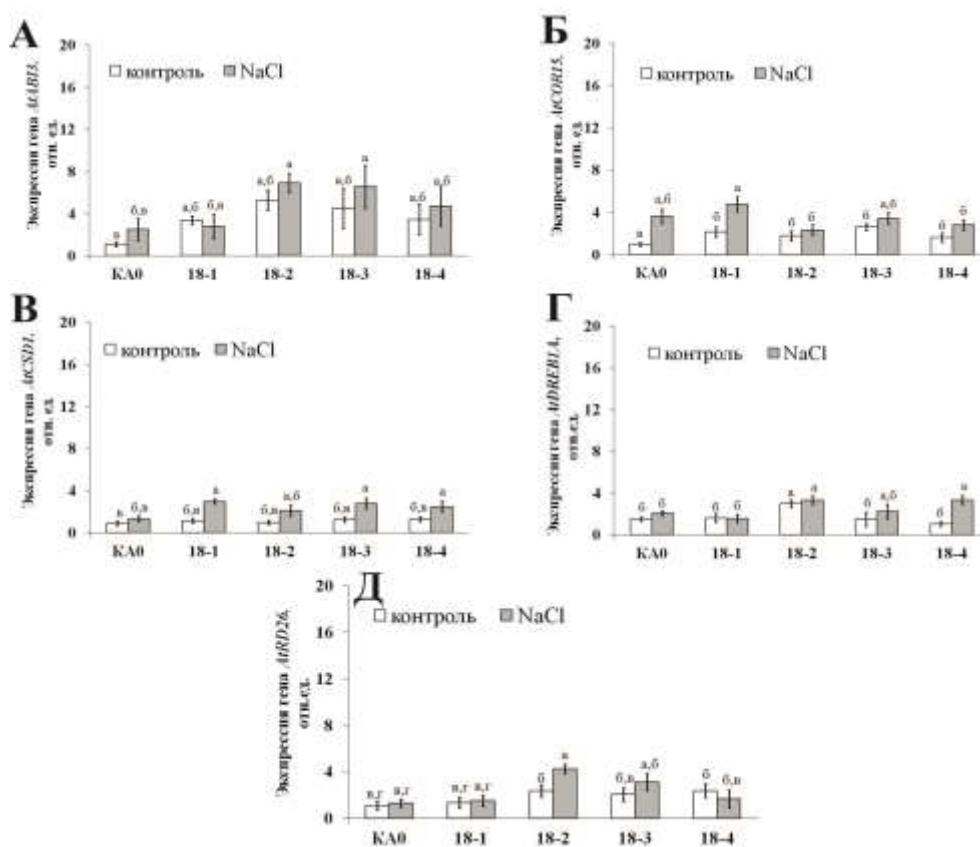 А
Экспрессия гена AtABI3,
отн. ед.
20
16
12
8
4
0
контроль NaCl
в б,в а,б б,в а,б а а,б а а,б а,б
КА0 18-1 18-2 18-3 18-4
Б
Экспрессия гена AtCOR15,
отн. ед.
20
16
12
8
4
0
контроль NaCl
в а,б б а б б б а,б б б
КА0 18-1 18-2 18-3 18-4
В
Экспрессия гена AtCSD1,
отн. ед.
20
16
12
8
4
0
контроль NaCl
в б,в б,в а б,в а,б б,в а б,в а
КА0 18-1 18-2 18-3 18-4
Г
Экспрессия гена AtDREB1A,
отн. ед.
20
16
12
8
4
0
контроль NaCl
б б б б а а б а,б б а
КА0 18-1 18-2 18-3 18-4
Д
Экспрессия гена AtRD26,
отн.ед.
20
16
12
8
4
0
контроль NaCl
в,г в,г в,г в,г б а б,в а,б б б,в
КА0 18-1 18-2 18-3 18-4